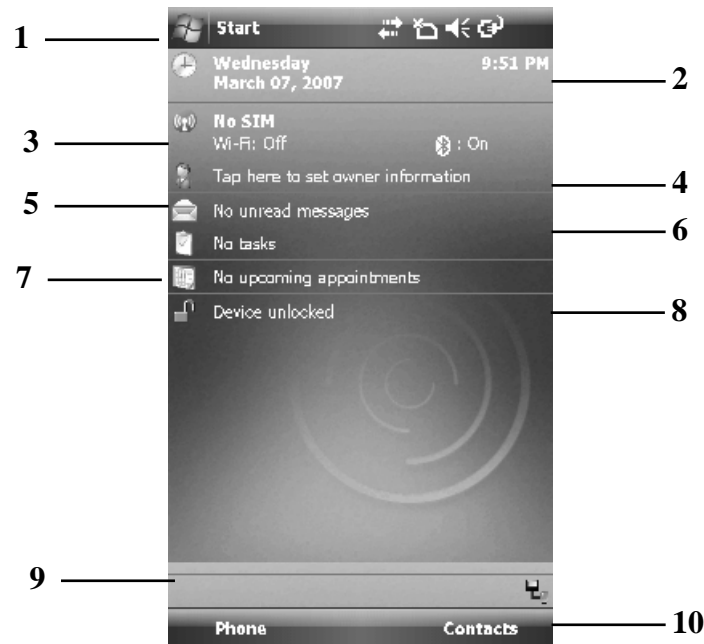 1
Start
Wednesday 9:51 PM
March 07, 2007
2
No SIM
3
Wi-Fi: Off : On
Tap here to set owner information
4
5
No unread messages
6
No tasks
7
No upcoming appointments
Device unlocked
8
9
Phone Contacts
10